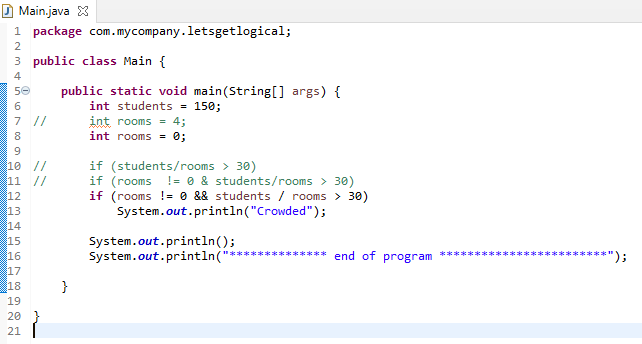 Main.java
1 package com.mycompany.letsgetlogical;
2
3 public class Main {
4
5     public static void main(String[] args) {
6         int students = 150;
7 //      int rooms = 4;
8         int rooms = 0;
9
10 //      if (students/rooms > 30)
11 //      if (rooms  != 0 & students/rooms > 30)
12         if (rooms != 0 && students / rooms > 30)
13             System.out.println("Crowded");
14
15         System.out.println();
16         System.out.println("************** end of program ************************");
17
18     }
19
20 }
21